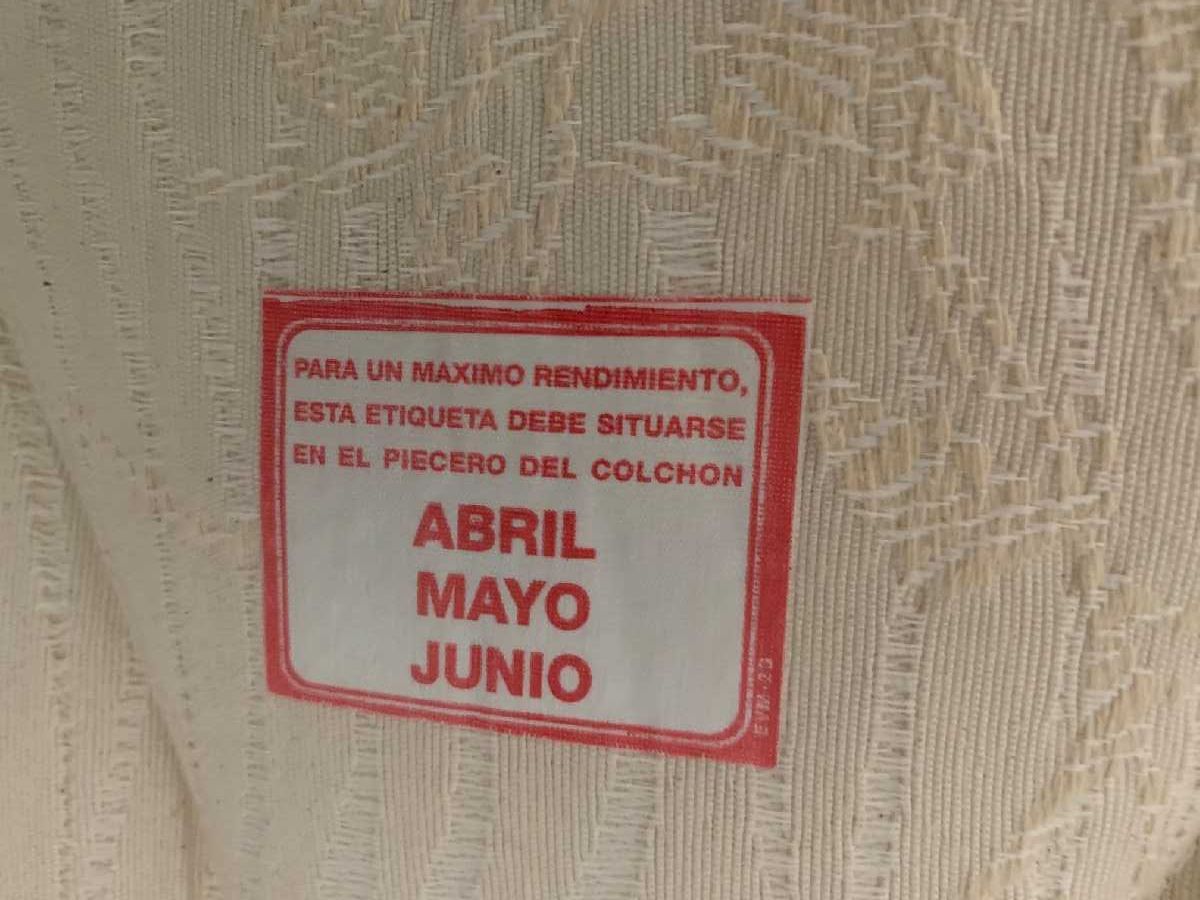 PARA UN MAXIMO RENDIMIENTO,
ESTA ETIQUETA DEBE SITUARSE
EN EL PIECERO DEL COLCHON
ABRIL
MAYO
JUNIO